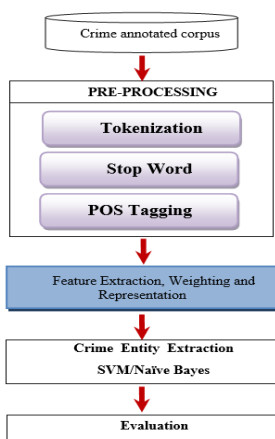 Crime annotated corpus
PRE-PROCESSING
Tokenization
Stop Word
POS Tagging
Feature Extraction, Weighting and
Representation
Crime Entity Extraction
SVM/Naïve Bayes
Evaluation